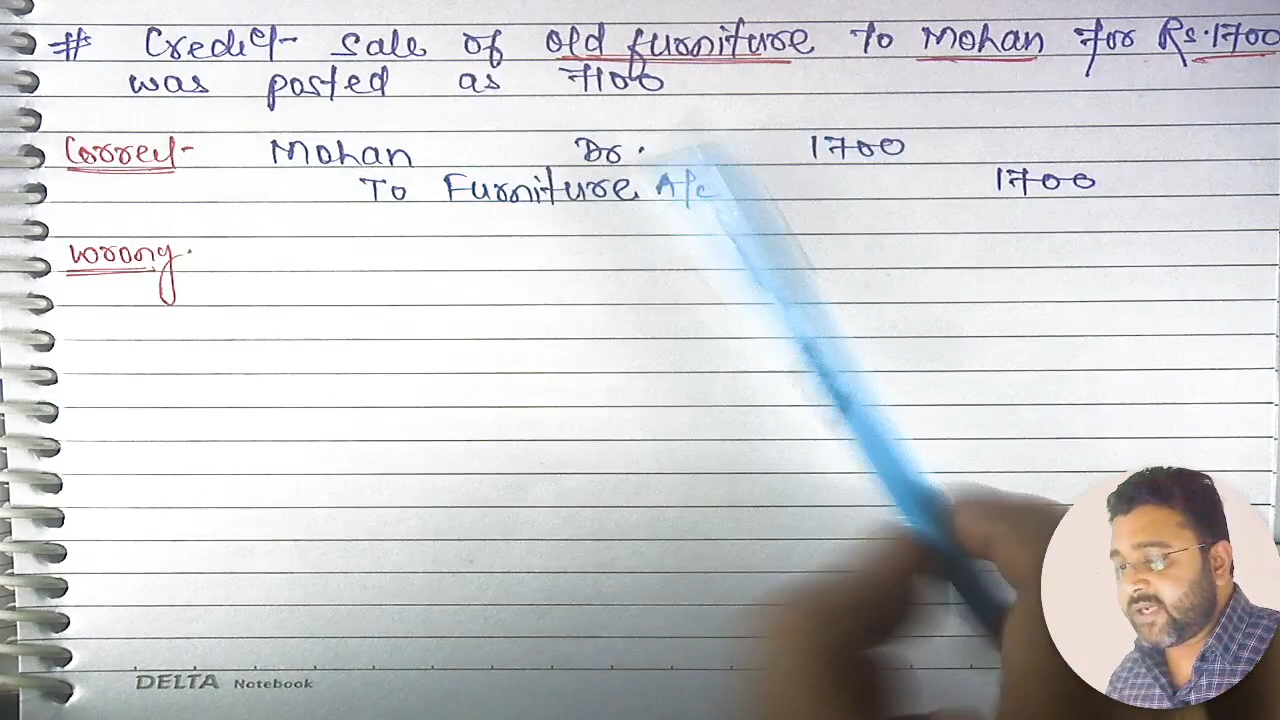 # Credit sale of old furniture to Mohan for Rs.1700
was posted as 7100
Correct- Mohan Dr. 1700
To Furniture A/c 1700
Wrong.
DELTA Notebook